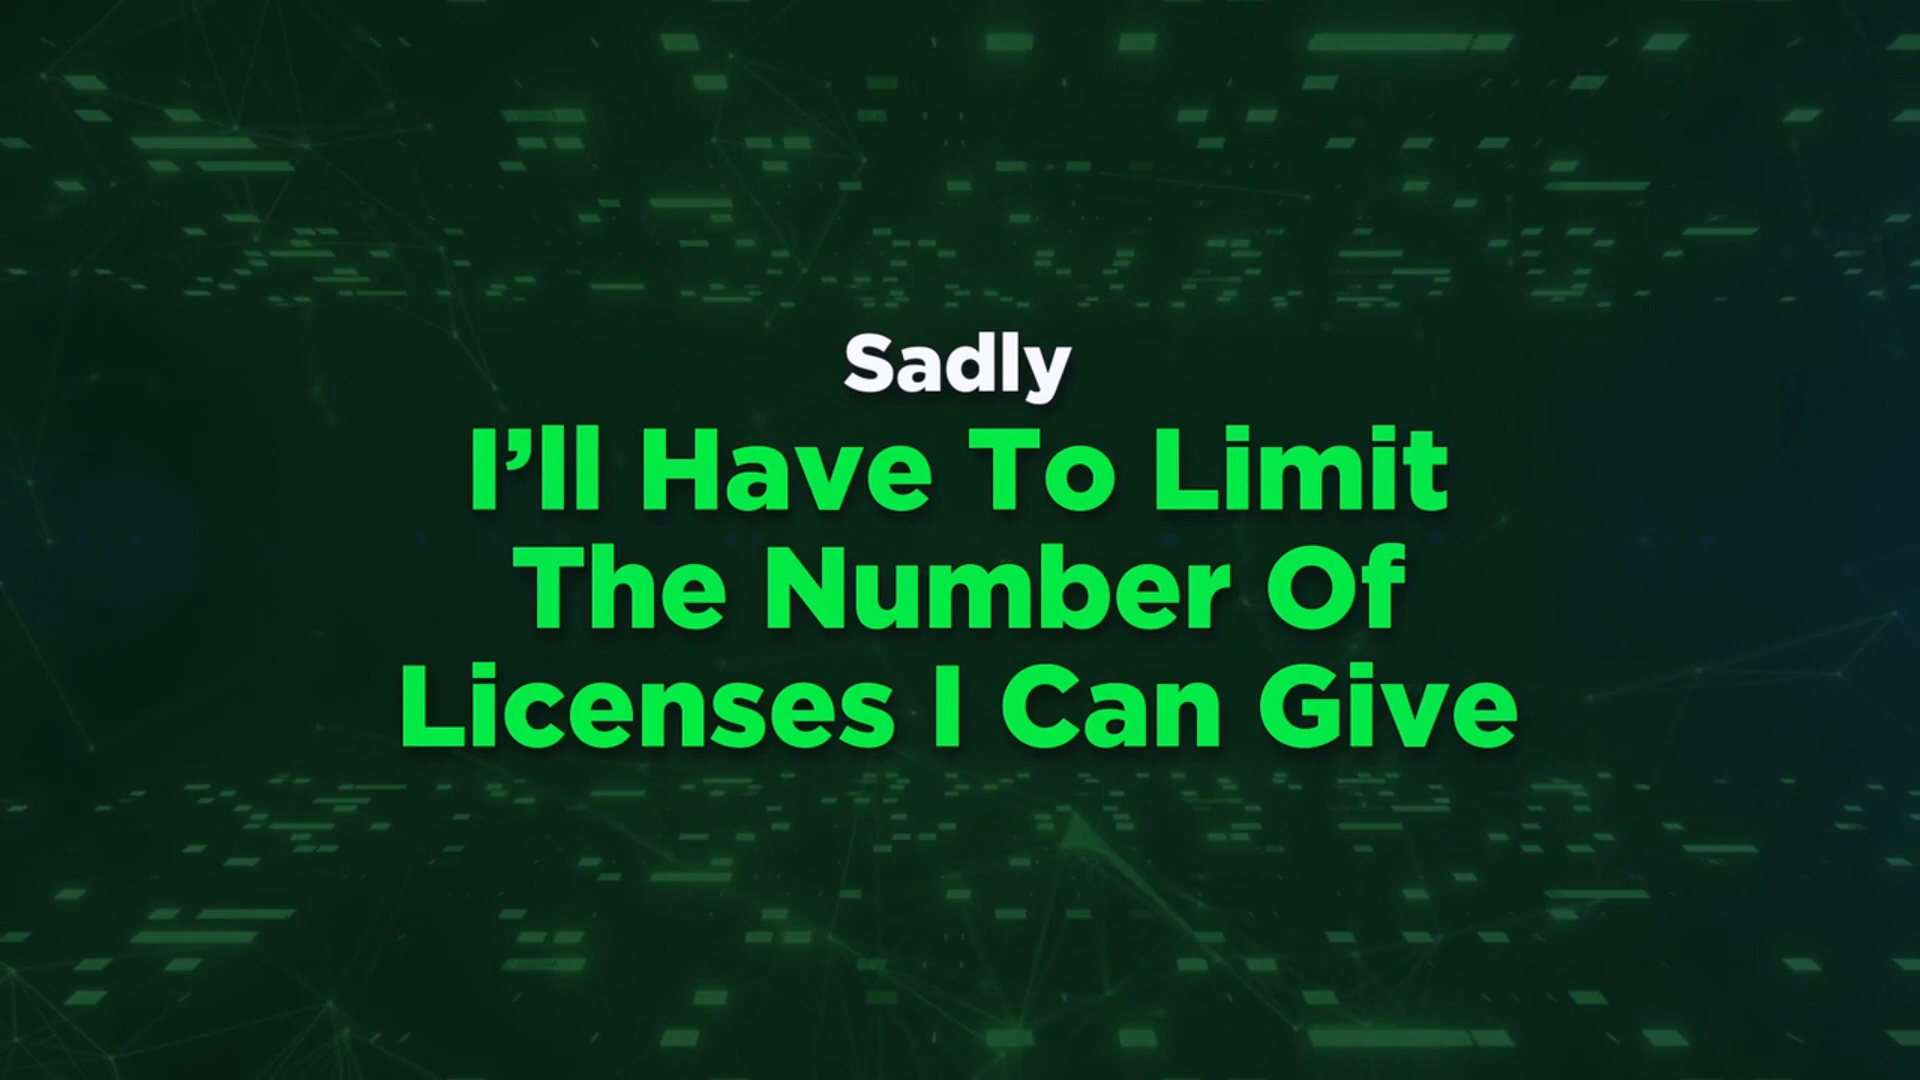 Sadly
I’ll Have To Limit
The Number Of
Licenses I Can Give